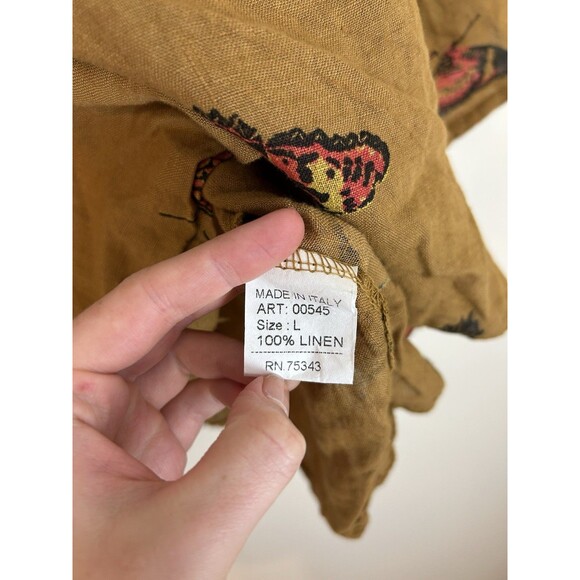 MADE IN ITALY
ART: 00545
Size : L
100% LINEN
RN.75343